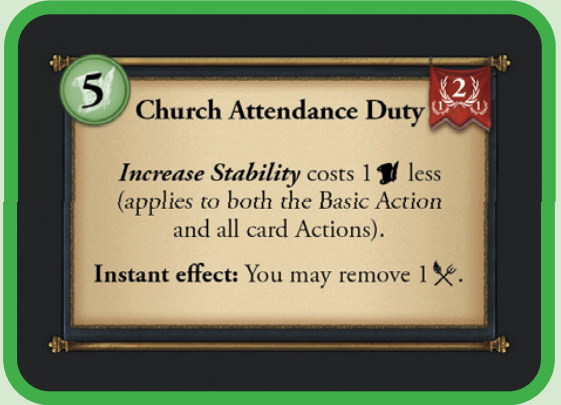 5
Church Attendance Duty
2
1 1
Increase Stability costs 1 less
(applies to both the Basic Action
and all card Actions).
Instant effect: You may remove 1 .